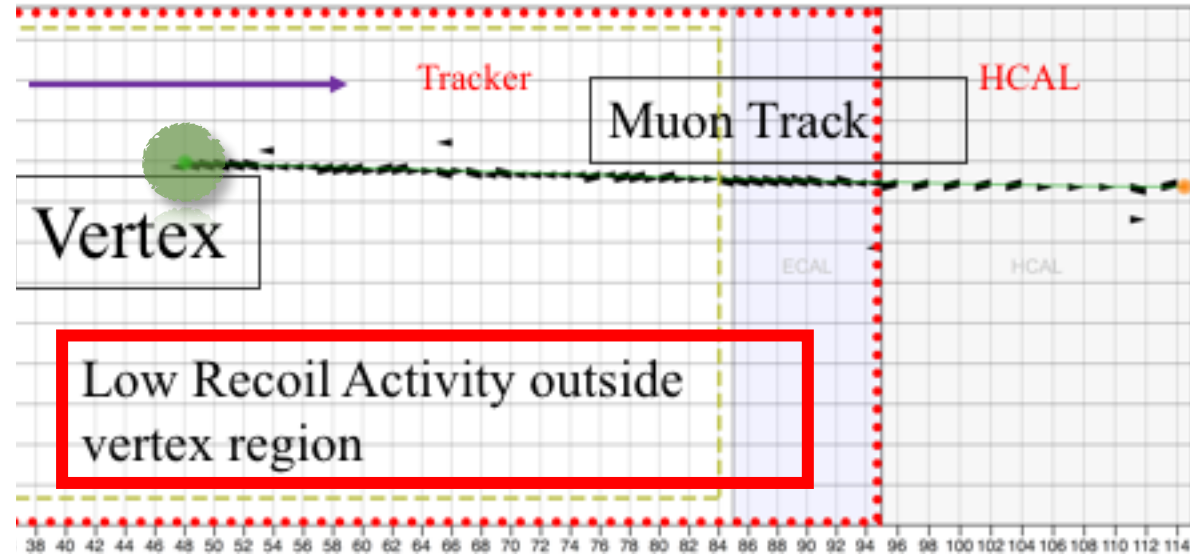 Tracker
HCAL
Muon Track
Vertex
ECAL
HCAL
Low Recoil Activity outside
vertex region
38 40 42 44 46 48 50 52 54 56 58 60 62 64 66 68 70 72 74 76 78 80 82 84 86 88 90 92 94 96 98 100 102 104 106 108 110 112 114